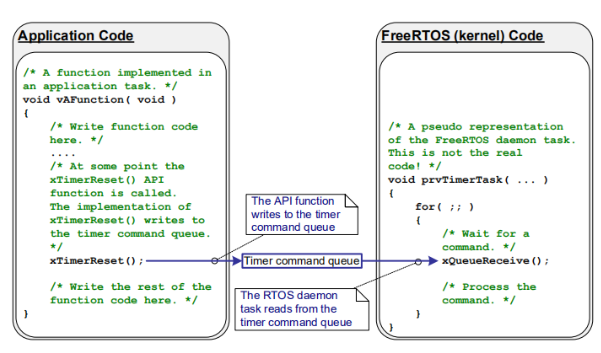 Application Code
/* A function implemented in
an application task. */
void vAFunction( void )
{
/* Write function code
here. */
....
/* At some point the
xTimerReset() API
function is called.
The implementation of
xTimerReset() writes to
the timer command queue.
*/
xTimerReset();
/* Write the rest of the
function code here. */
}
The API function
writes to the timer
command queue
Timer command queue
The RTOS daemon
task reads from the
timer command queue
FreeRTOS (kernel) Code
/* A pseudo representation
of the FreeRTOS daemon task.
This is not the real
code! */
void prvTimerTask( ... )
{
for( ;; )
{
/* Wait for a
command. */
xQueueReceive();
/* Process the
command. */
}
}